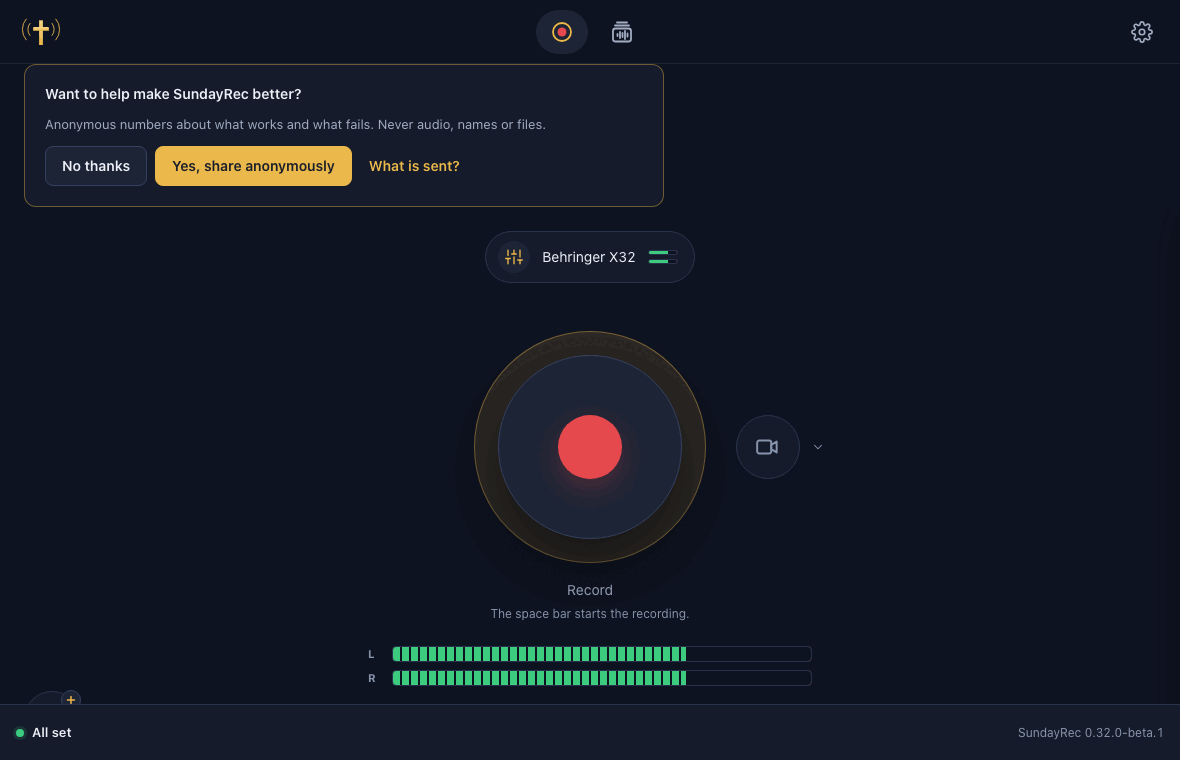 Want to help make SundayRec better?
Anonymous numbers about what works and what fails. Never audio, names or files.
No thanks
Yes, share anonymously
What is sent?
Behringer X32
Record
The space bar starts the recording.
L
R
All set
SundayRec 0.32.0-beta.1